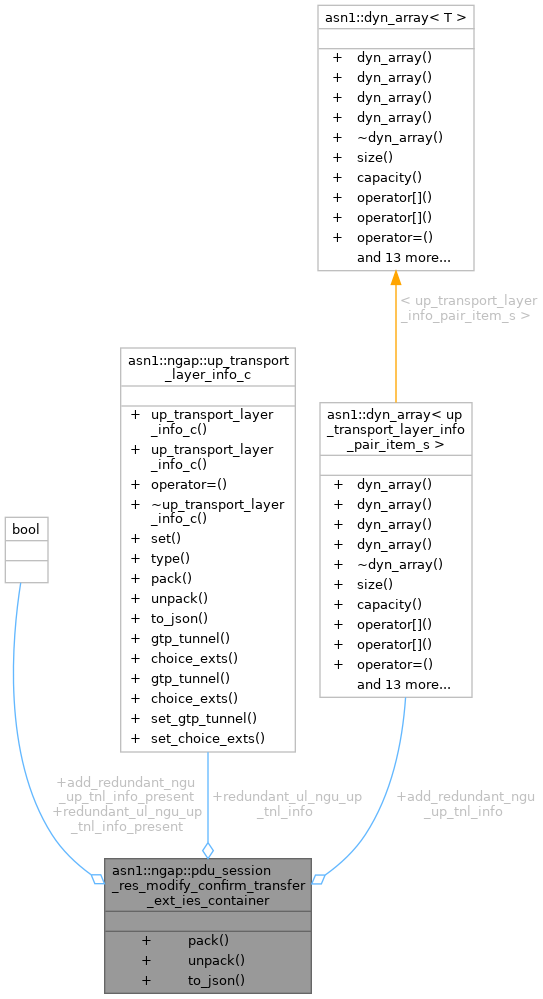 asn1::dyn_array< T >
+ dyn_array()
+ dyn_array()
+ dyn_array()
+ dyn_array()
+ ~dyn_array()
+ size()
+ capacity()
+ operator[]()
+ operator[]()
+ operator=()
and 13 more...
< up_transport_layer
_info_pair_item_s >
asn1::ngap::up_transport
_layer_info_c
+ up_transport_layer
_info_c()
+ up_transport_layer
_info_c()
+ operator=()
+ ~up_transport_layer
_info_c()
+ set()
+ type()
+ pack()
+ unpack()
+ to_json()
+ gtp_tunnel()
+ choice_exts()
+ gtp_tunnel()
+ choice_exts()
+ set_gtp_tunnel()
+ set_choice_exts()
asn1::dyn_array< up
_transport_layer_info
_pair_item_s >
+ dyn_array()
+ dyn_array()
+ dyn_array()
+ dyn_array()
+ ~dyn_array()
+ size()
+ capacity()
+ operator[]()
+ operator[]()
+ operator=()
and 13 more...
bool
+add_redundant_ngu
_up_tnl_info_present
+redundant_ul_ngu_up
_tnl_info_present
+redundant_ul_ngu_up
_tnl_info
+add_redundant_ngu
_up_tnl_info
asn1::ngap::pdu_session
_res_modify_confirm_transfer
_ext_ies_container
+ pack()
+ unpack()
+ to_json()